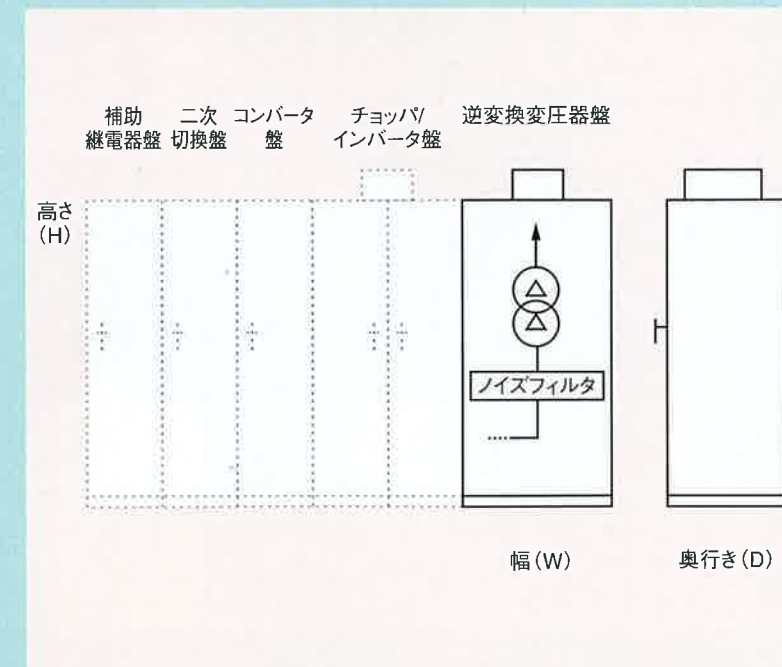 補助
継電器盤
二次
切換盤
コンバータ
盤
チョッパ/
インバータ盤
逆変換変圧器盤
高さ
(H)
ノイズフィルタ
幅(W)
奥行き(D)